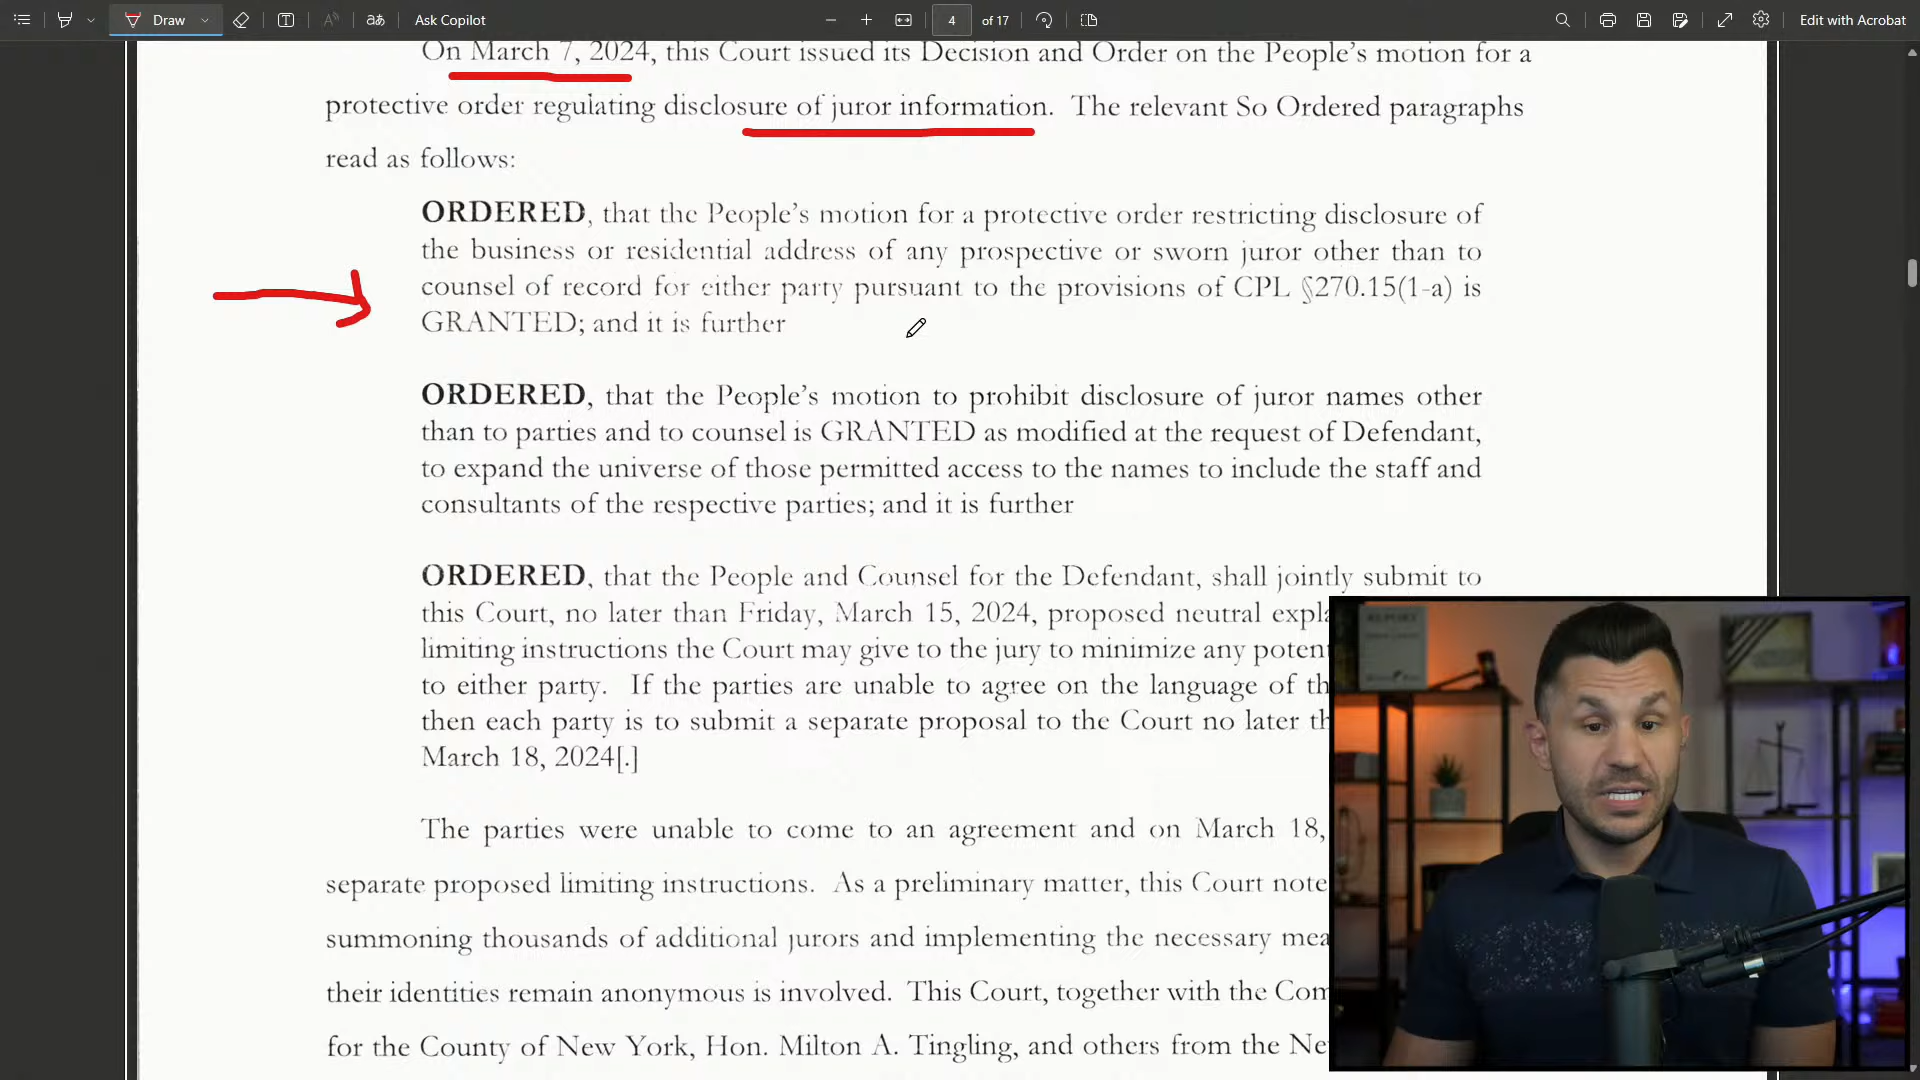 Draw
Ask Copilot
4
of 17
Edit with Acrobat
On March 7, 2024, this Court issued its Decision and Order on the People's motion for a
protective order regulating disclosure of juror information. The relevant So Ordered paragraphs
read as follows:
ORDERED, that the People's motion for a protective order restricting disclosure of
the business or residential address of any prospective or sworn juror other than to
counsel of record for either party pursuant to the provisions of CPL §270.15(1-a) is
GRANTED; and it is further
ORDERED, that the People's motion to prohibit disclosure of juror names other
than to parties and to counsel is GRANTED as modified at the request of Defendant,
to expand the universe of those permitted access to the names to include the staff and
consultants of the respective parties; and it is further
ORDERED, that the People and Counsel for the Defendant, shall jointly submit to
this Court, no later than Friday, March 15, 2024, proposed neutral expla
limiting instructions the Court may give to the jury to minimize any poten
to either party. If the parties are unable to agree on the language of th
then each party is to submit a separate proposal to the Court no later th
March 18, 2024[.]
The parties were unable to come to an agreement and on March 18,
separate proposed limiting instructions. As a preliminary matter, this Court note
summoning thousands of additional jurors and implementing the necessary mea
their identities remain anonymous is involved. This Court, together with the Com
for the County of New York, Hon. Milton A. Tingling, and others from the Ne
REPORT